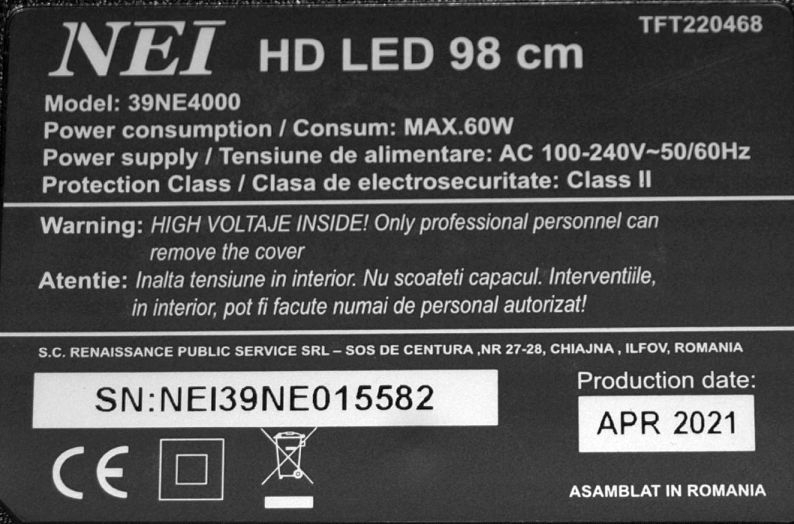 NEI HD LED 98 cm TFT220468
Model: 39NE4000
Power consumption / Consum: MAX.60W
Power supply / Tensiune de alimentare: AC 100-240V~50/60Hz
Protection Class / Clasa de electrosecuritate: Class II
Warning: HIGH VOLTAJE INSIDE! Only professional personnel can
remove the cover
Atentie: Inalta tensiune in interior. Nu scoateti capacul. Interventiile,
in interior, pot fi facute numai de personal autorizat!
S.C. RENAISSANCE PUBLIC SERVICE SRL – SOS DE CENTURA ,NR 27-28, CHIAJNA , ILFOV, ROMANIA
SN:NEI39NE015582
Production date:
APR 2021
CE
ASAMBLAT IN ROMANIA